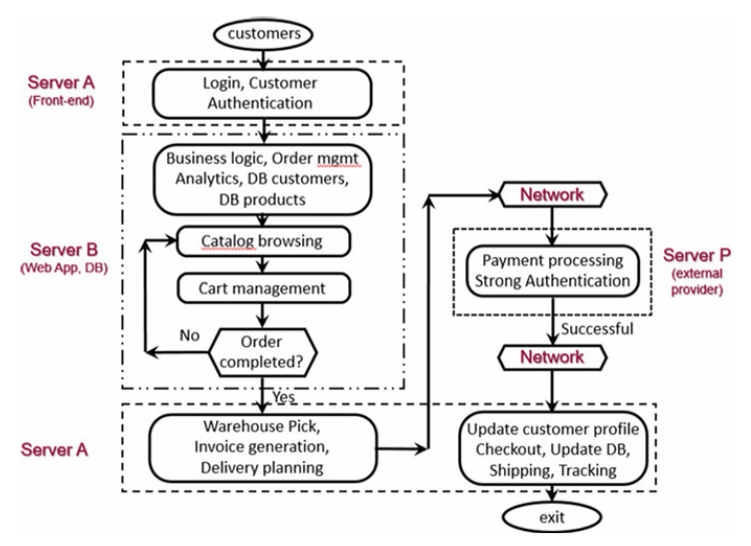 customers
Server A
(Front-end)
Login, Customer
Authentication
Server B
(Web App, DB)
Business logic, Order mgmt
Analytics, DB customers,
DB products
Catalog browsing
Cart management
No
Order
completed?
Yes
Server A
Warehouse Pick,
Invoice generation,
Delivery planning
Network
Payment processing
Strong Authentication
Server P
(external
provider)
Successful
Network
Update customer profile
Checkout, Update DB,
Shipping, Tracking
exit